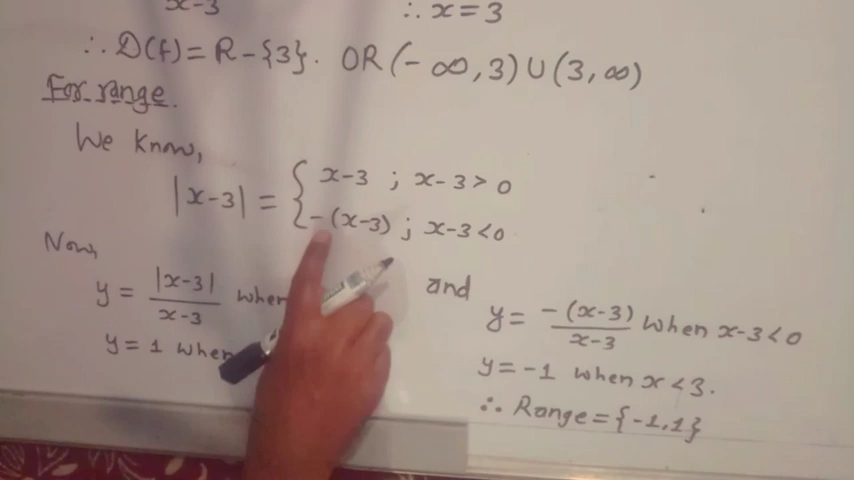 x-3
∴ x = 3
∴ D(f) = R - {3}. OR (- ∞, 3) U (3, ∞)
For range.
We know,
|x-3| = { x-3 ; x-3 > 0
-(x-3) ; x-3 < 0
Now,
y = |x-3| / x-3 when
y = 1 when
and
y = -(x-3) / x-3 when x-3 < 0
y = -1 when x < 3.
∴ Range = {-1, 1}